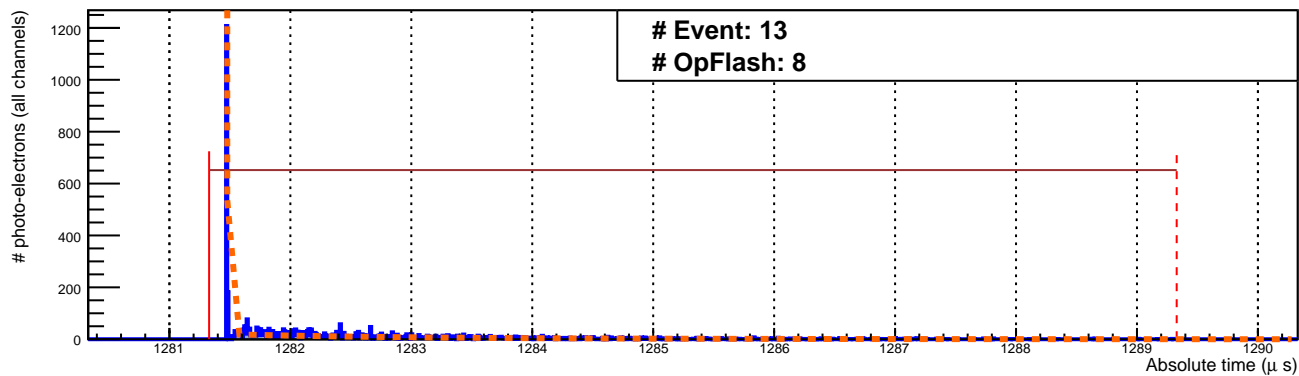 # Event: 13
# OpFlash: 8
# photo-electrons (all channels)
1200
1000
800
600
400
200
0
1281 1282 1283 1284 1285 1286 1287 1288 1289 1290
Absolute time (μ s)